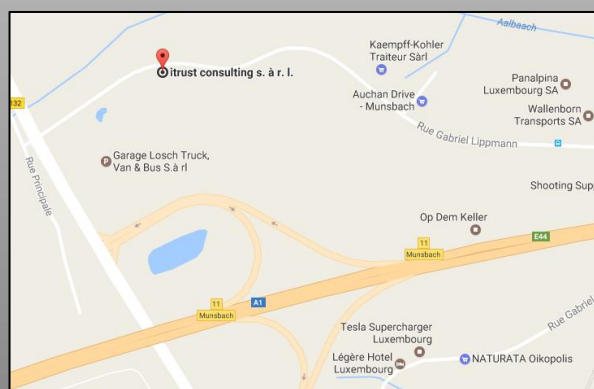 Aalbaach
Kaempff-Kohler
Traiteur Sàrl
itrust consulting s. à r. l.
Panalpina
Luxembourg SA
Auchan Drive
- Munsbach
132
Wallenborn
Transports SA
Rue Gabriel Lippmann
Garage Losch Truck,
Van & Bus S.à rl
P
Rue Principale
Shooting Supp
Op Dem Keller
E44
11
Munsbach
11
A1
Munsbach
Rue Gabriel
Tesla Supercharger
Luxembourg
Légère Hotel
Luxembourg
NATURATA Oikopolis